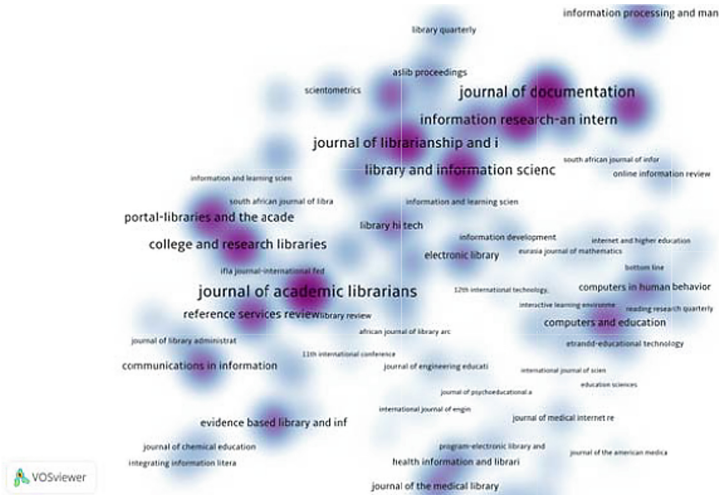 information processing and man
library quarterly
aslib proceedings
scientometrics
journal of documentation
information research-an intern
journal of librarianship and i
south african journal of infor
library and information scienc
online information review
information and learning scien
south african journal of libra
information and learning scien
portal-libraries and the acade
library hi tech
information development
internet and higher education
college and research libraries
eurasia journal of mathematics
electronic library
ifla journal-international fed
bottom line
computers in human behavior
journal of academic librarians
12th international technology,
interactive learning environme
reading research quarterly
reference services review
library review
computers and education
african journal of library arc
journal of library administrat
etrandd-educational technology
11th international conference
communications in information
journal of engineering educati
international journal of scien
education sciences
journal of psychoeducational a
international journal of engin
journal of medical internet re
evidence based library and inf
journal of chemical education
program-electronic library and
journal of the american medica
integrating information litera
health information and librari
VOSviewer
journal of the medical library